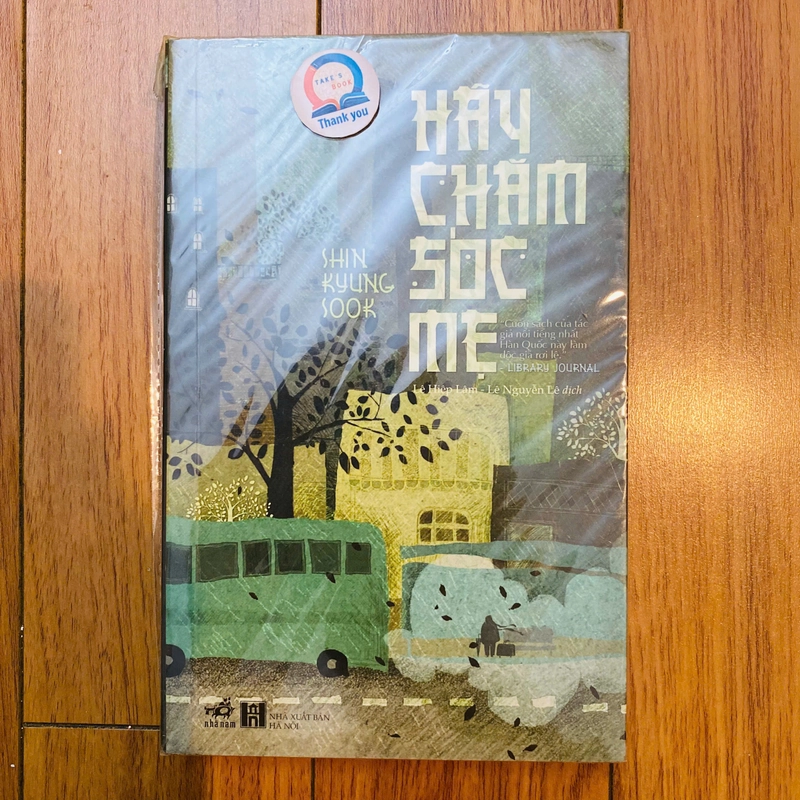 TAKE'S
BOOK
Thank you
HÃY
CHĂM
SÓC
MẸ
SHIN
KYUNG
SOOK
"Cuốn sách của tác
giả nổi tiếng nhất
Hàn Quốc này làm
độc giả rơi lệ."
- LIBRARY JOURNAL
Lê Hiệp Lâm - Lê Nguyễn Lê dịch
nhã nam
NHÀ XUẤT BẢN
HÀ NỘI